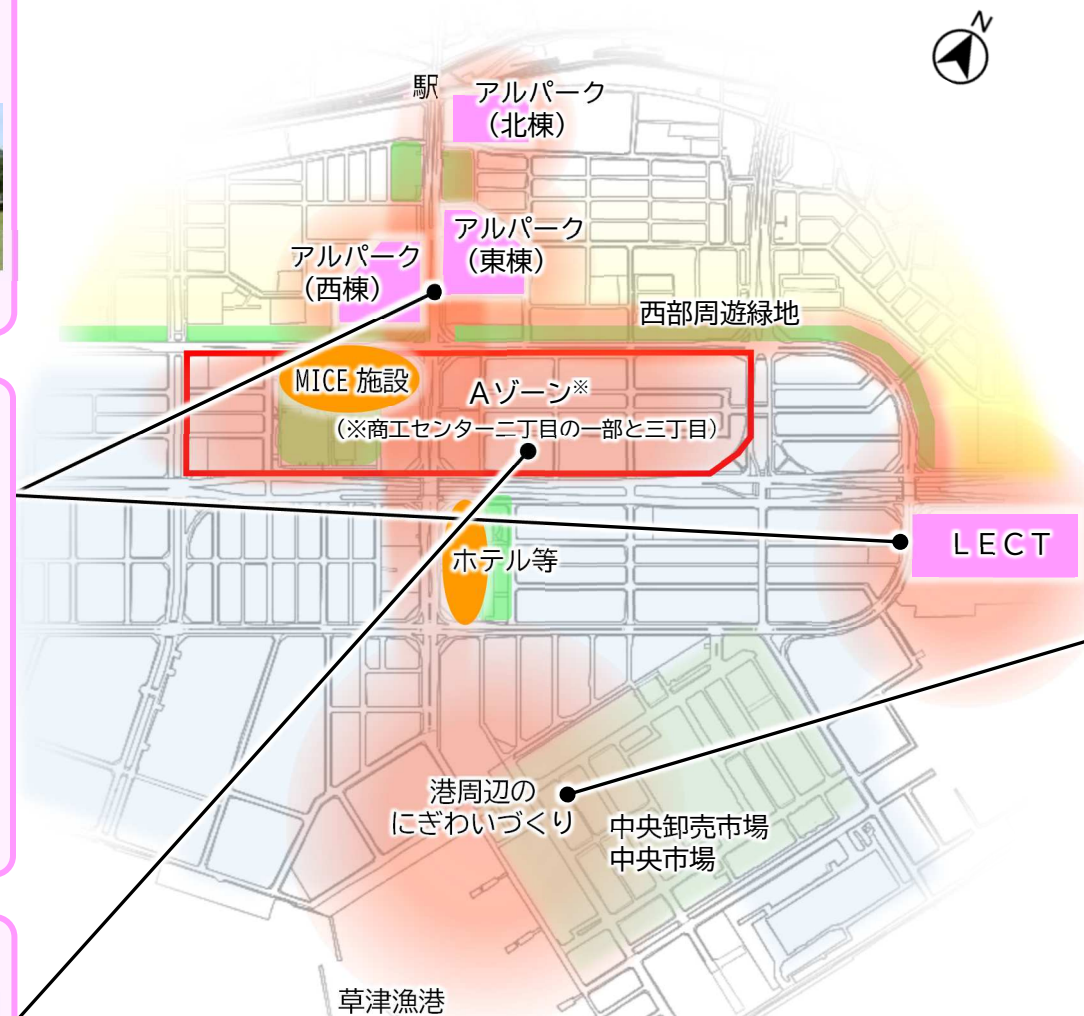 N
駅
アルパーク
（北棟）
アルパーク
（東棟）
アルパーク
（西棟）
西部周遊緑地
MICE 施設
Aゾーン※
（※商工センター二丁目の一部と三丁目）
LECT
ホテル等
港周辺の
にぎわいづくり
中央卸売市場
中央市場
草津漁港